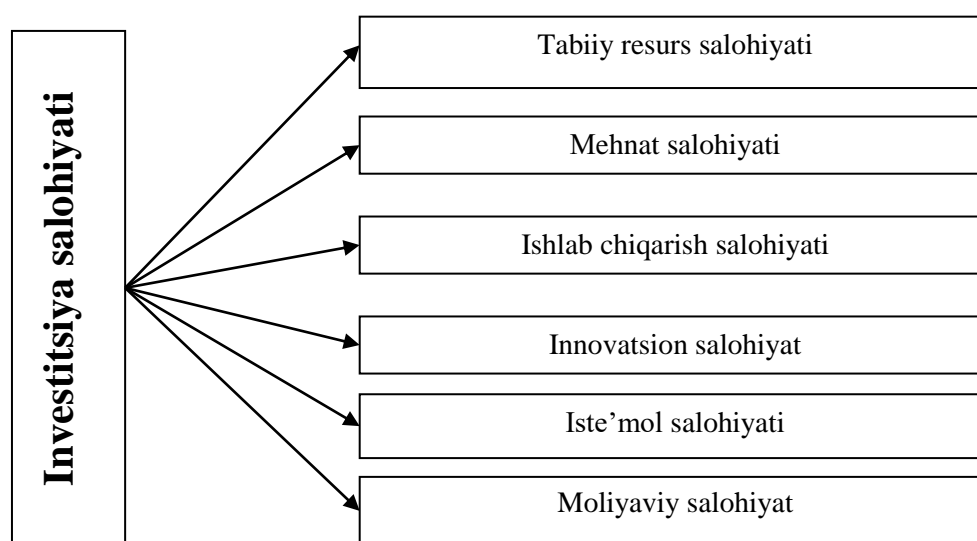 Investitsiya salohiyati
Tabiiy resurs salohiyati
Mehnat salohiyati
Ishlab chiqarish salohiyati
Innovatsion salohiyat
Iste’mol salohiyati
Moliyaviy salohiyat